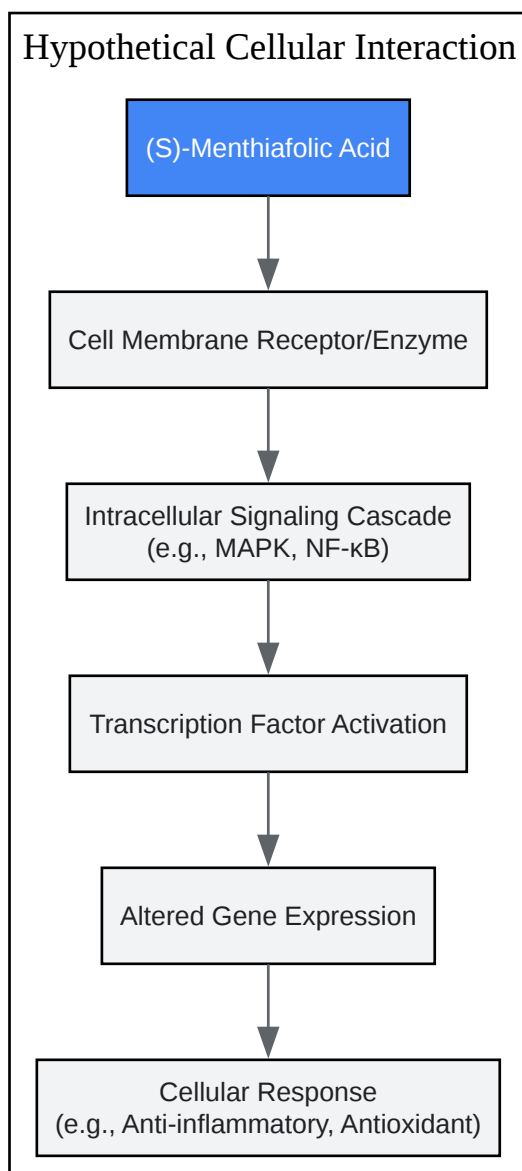 Hypothetical Cellular Interaction
(S)-Menthiafolic Acid
Cell Membrane Receptor/Enzyme
Intracellular Signaling Cascade
(e.g., MAPK, NF-κB)
Transcription Factor Activation
Altered Gene Expression
Cellular Response
(e.g., Anti-inflammatory, Antioxidant)